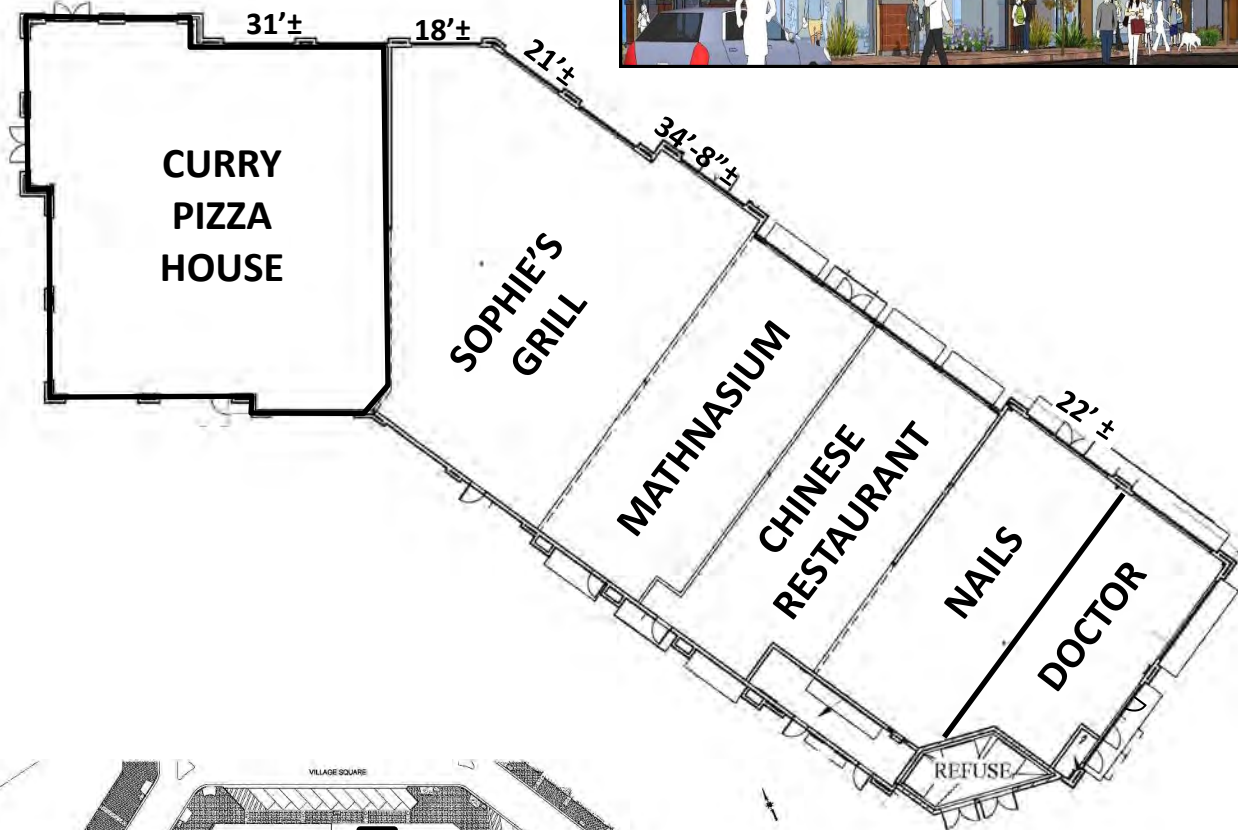 31’±
18’±
21’±
34’-8”±
CURRY
PIZZA
HOUSE
SOPHIE’S
GRILL
MATHNASIUM
CHINESE
RESTAURANT
22’ ±
NAILS
DOCTOR
REFUSE
VILLAGE SQUARE